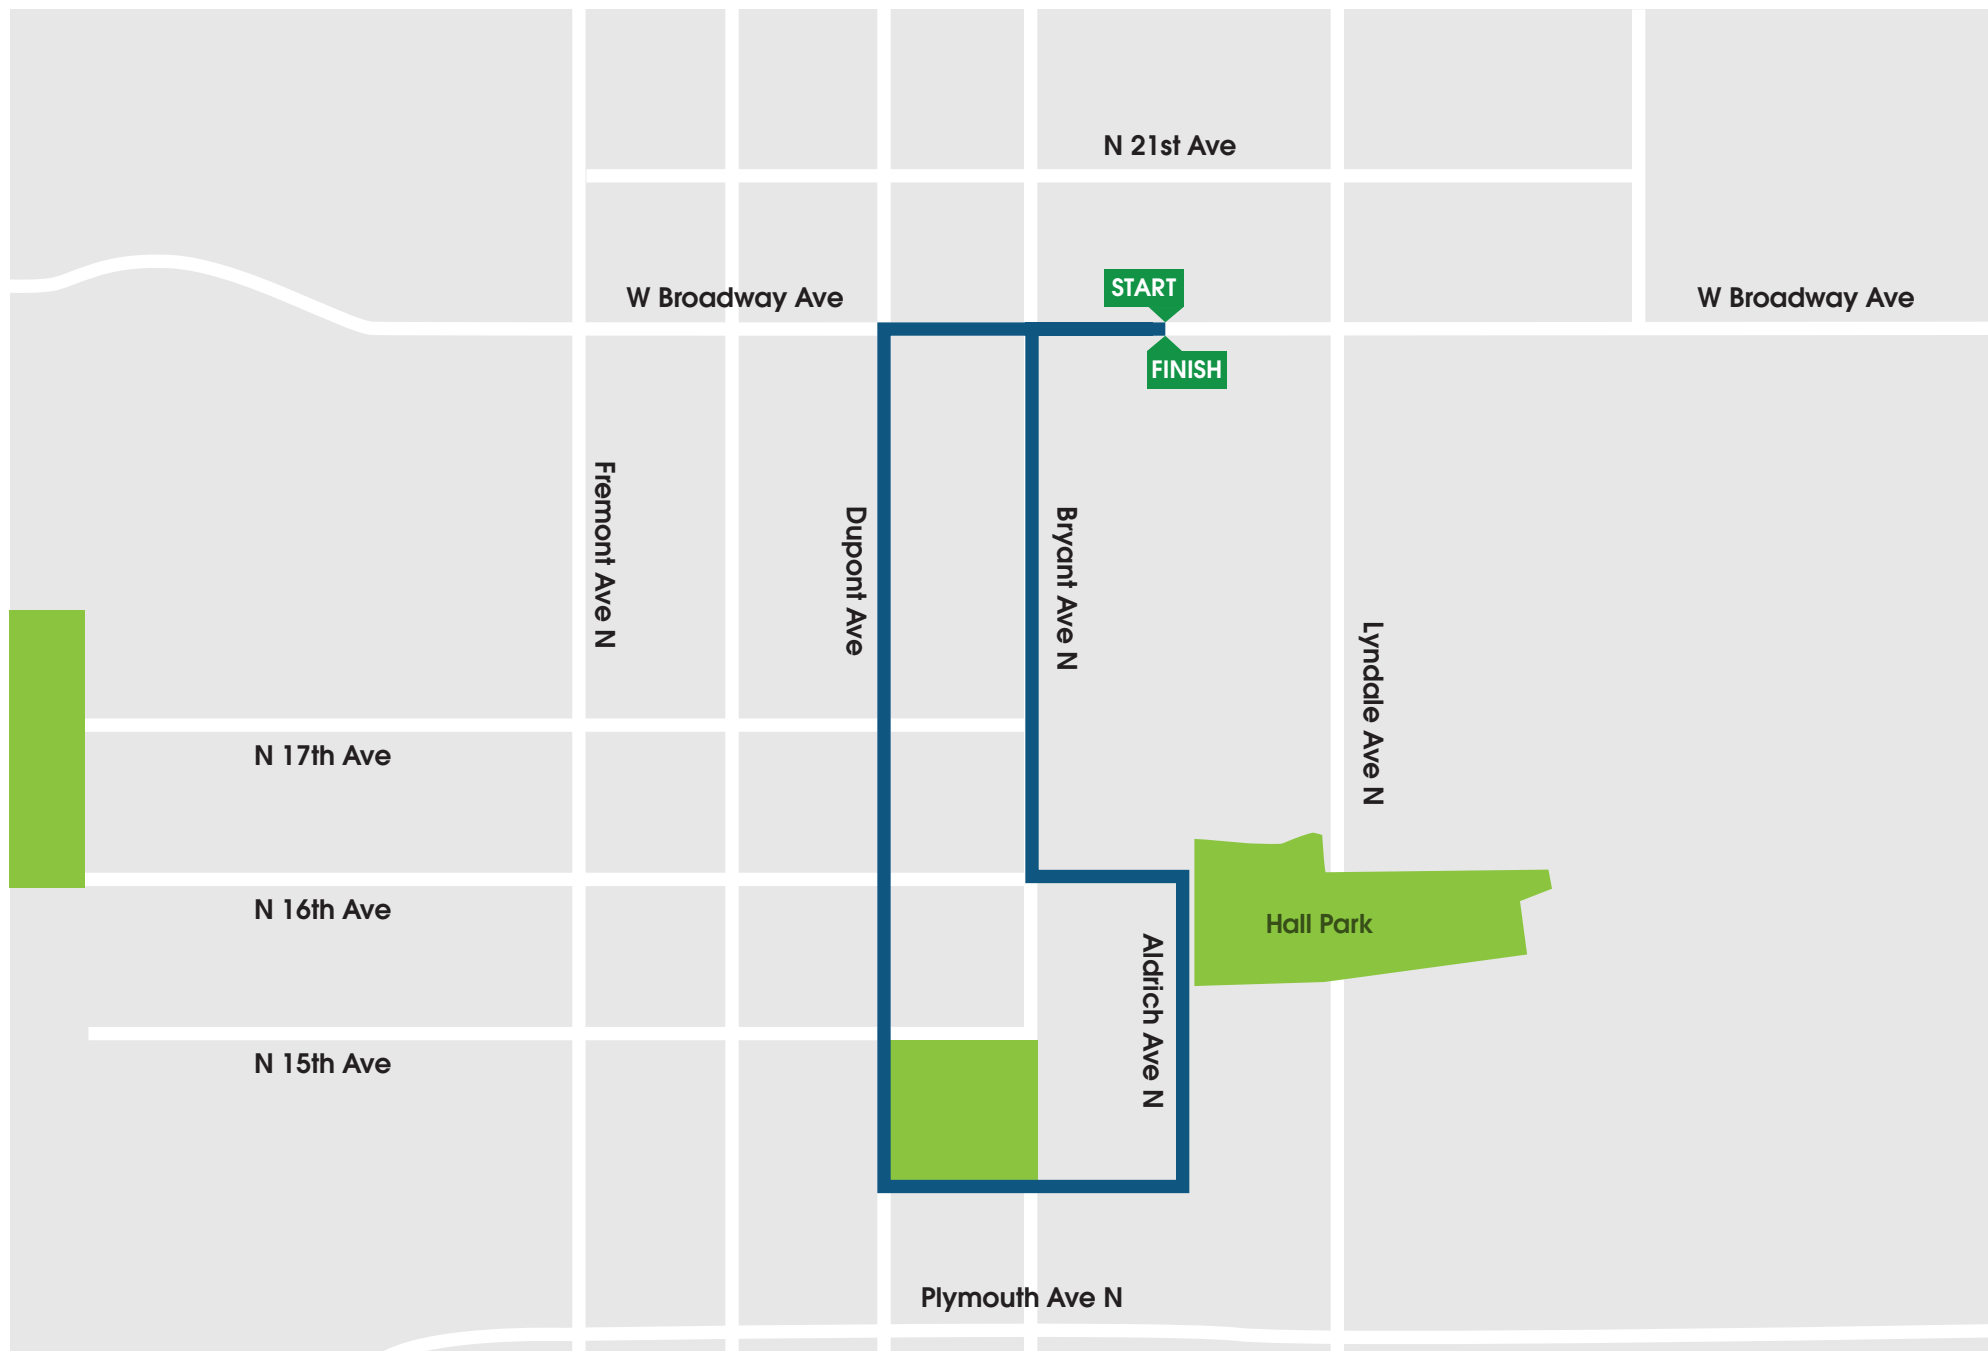 N 21st Ave
START
W Broadway Ave
W Broadway Ave
FINISH
Fremont Ave N
Dupont Ave
Bryant Ave N
Lyndale Ave N
N 17th Ave
N 16th Ave
Hall Park
Aldrich Ave N
N 15th Ave
Plymouth Ave N